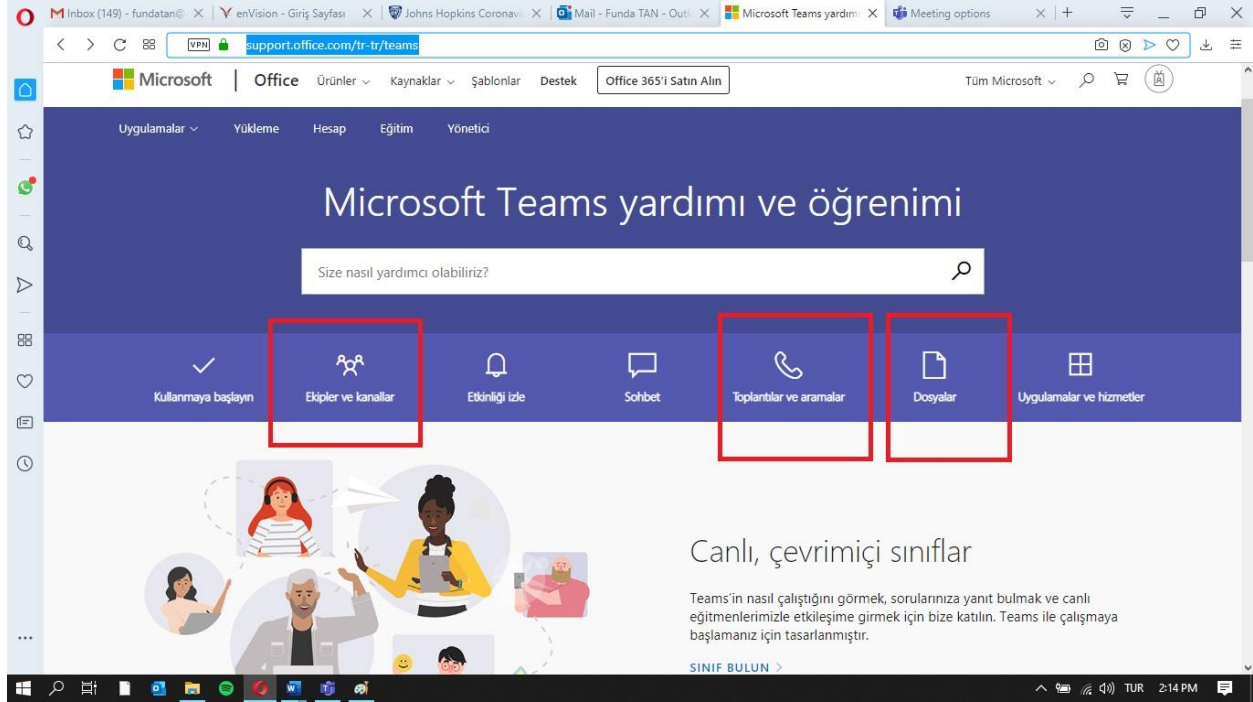 Inbox (149) - fundatan@
enVision - Giriş Sayfası
Johns Hopkins Coronavi
Mail - Funda TAN - Outl
Microsoft Teams yardım
Meeting options
VPN
support.office.com/tr-tr/teams
Microsoft | Office Ürünler Kaynaklar Şablonlar Destek Office 365'i Satın Alın Tüm Microsoft
Uygulamalar Yükleme Hesap Eğitim Yönetici
Microsoft Teams yardımı ve öğrenimi
Size nasıl yardımcı olabiliriz?
Kullanmaya başlayın Ekipler ve kanallar Etkinliği izle Sohbet Toplantılar ve aramalar Dosyalar Uygulamalar ve hizmetler
Canlı, çevrimiçi sınıflar
Teams'in nasıl çalıştığını görmek, sorularınıza yanıt bulmak ve canlı
eğitmenlerimizle etkileşime girmek için bize katılın. Teams ile çalışmaya
başlamanız için tasarlanmıştır.
SINIF BULUN >
TUR 2:14 PM